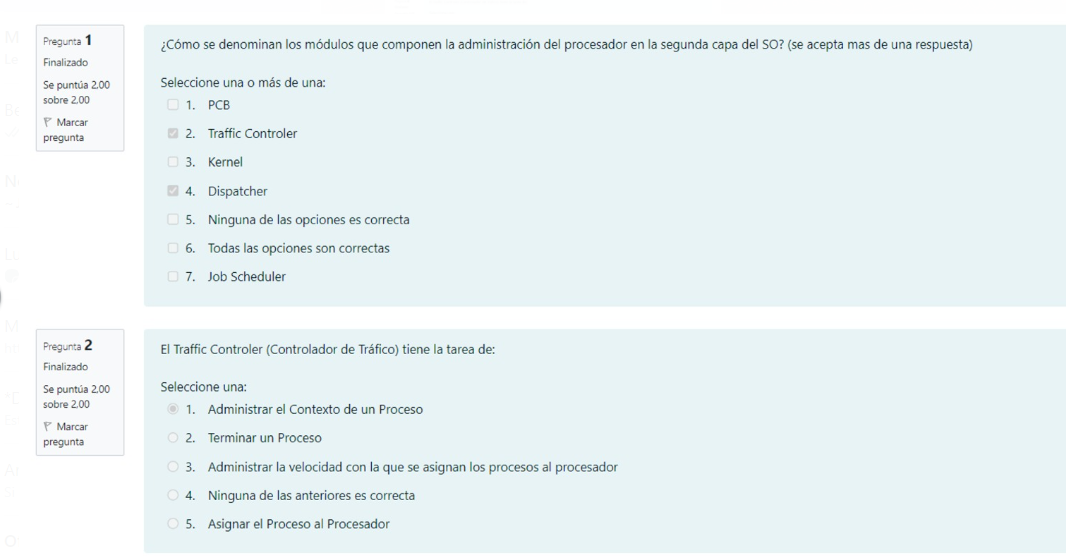 Pregunta 1
Finalizado
Se puntúa 2,00
sobre 2,00
Marcar
pregunta
¿Cómo se denominan los módulos que componen la administración del procesador en la segunda capa del SO? (se acepta mas de una respuesta)
Seleccione una o más de una:
1. PCB
2. Traffic Controler
3. Kernel
4. Dispatcher
5. Ninguna de las opciones es correcta
6. Todas las opciones son correctas
7. Job Scheduler
Pregunta 2
Finalizado
Se puntúa 2,00
sobre 2,00
Marcar
pregunta
El Traffic Controler (Controlador de Tráfico) tiene la tarea de:
Seleccione una:
1. Administrar el Contexto de un Proceso
2. Terminar un Proceso
3. Administrar la velocidad con la que se asignan los procesos al procesador
4. Ninguna de las anteriores es correcta
5. Asignar el Proceso al Procesador